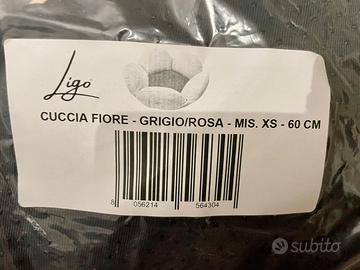 Ligo
CUCCIA FIORE - GRIGIO/ROSA - MIS. XS - 60 CM
8 056214 564304
subito